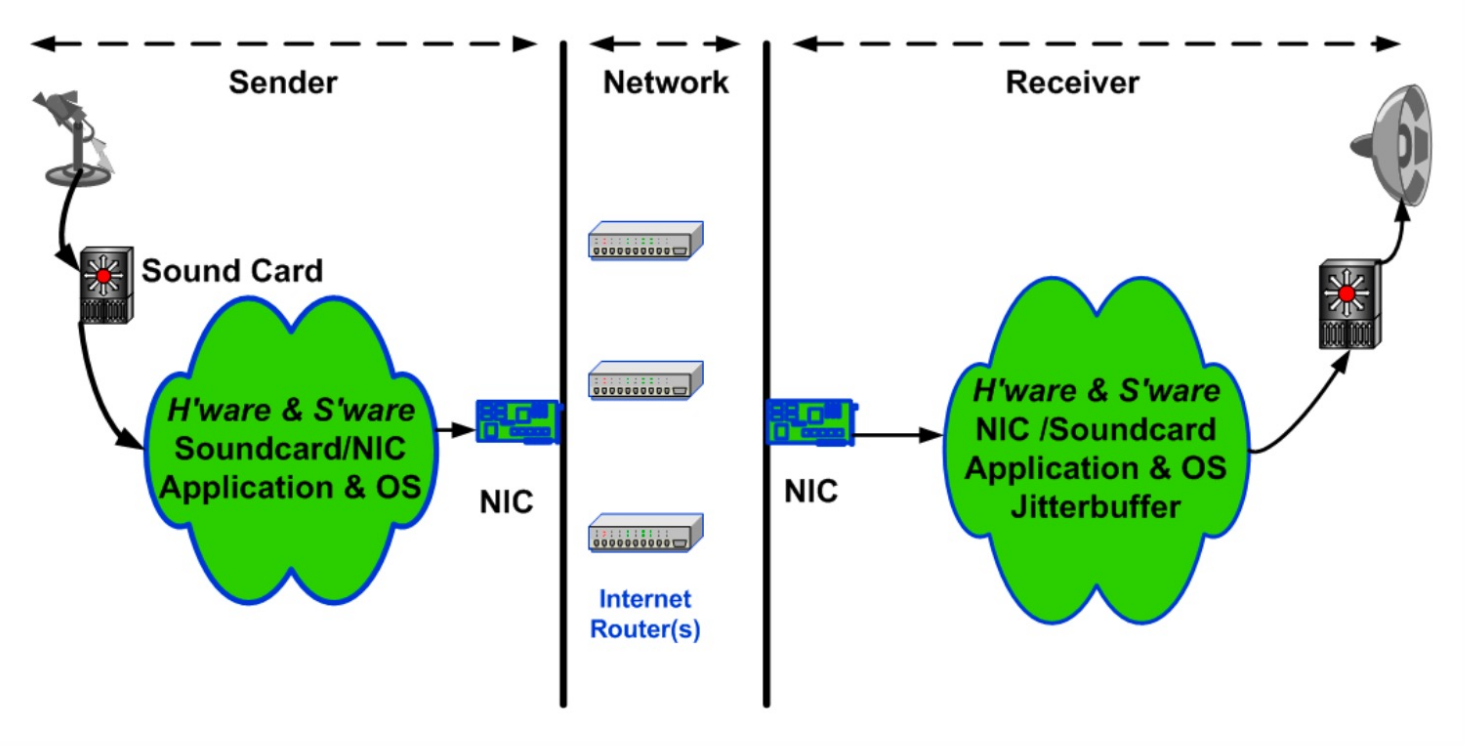 Sender
Network
Receiver
Sound Card
H'ware & S'ware
Soundcard/NIC
Application & OS
NIC
Internet
Router(s)
NIC
H'ware & S'ware
NIC /Soundcard
Application & OS
Jitterbuffer